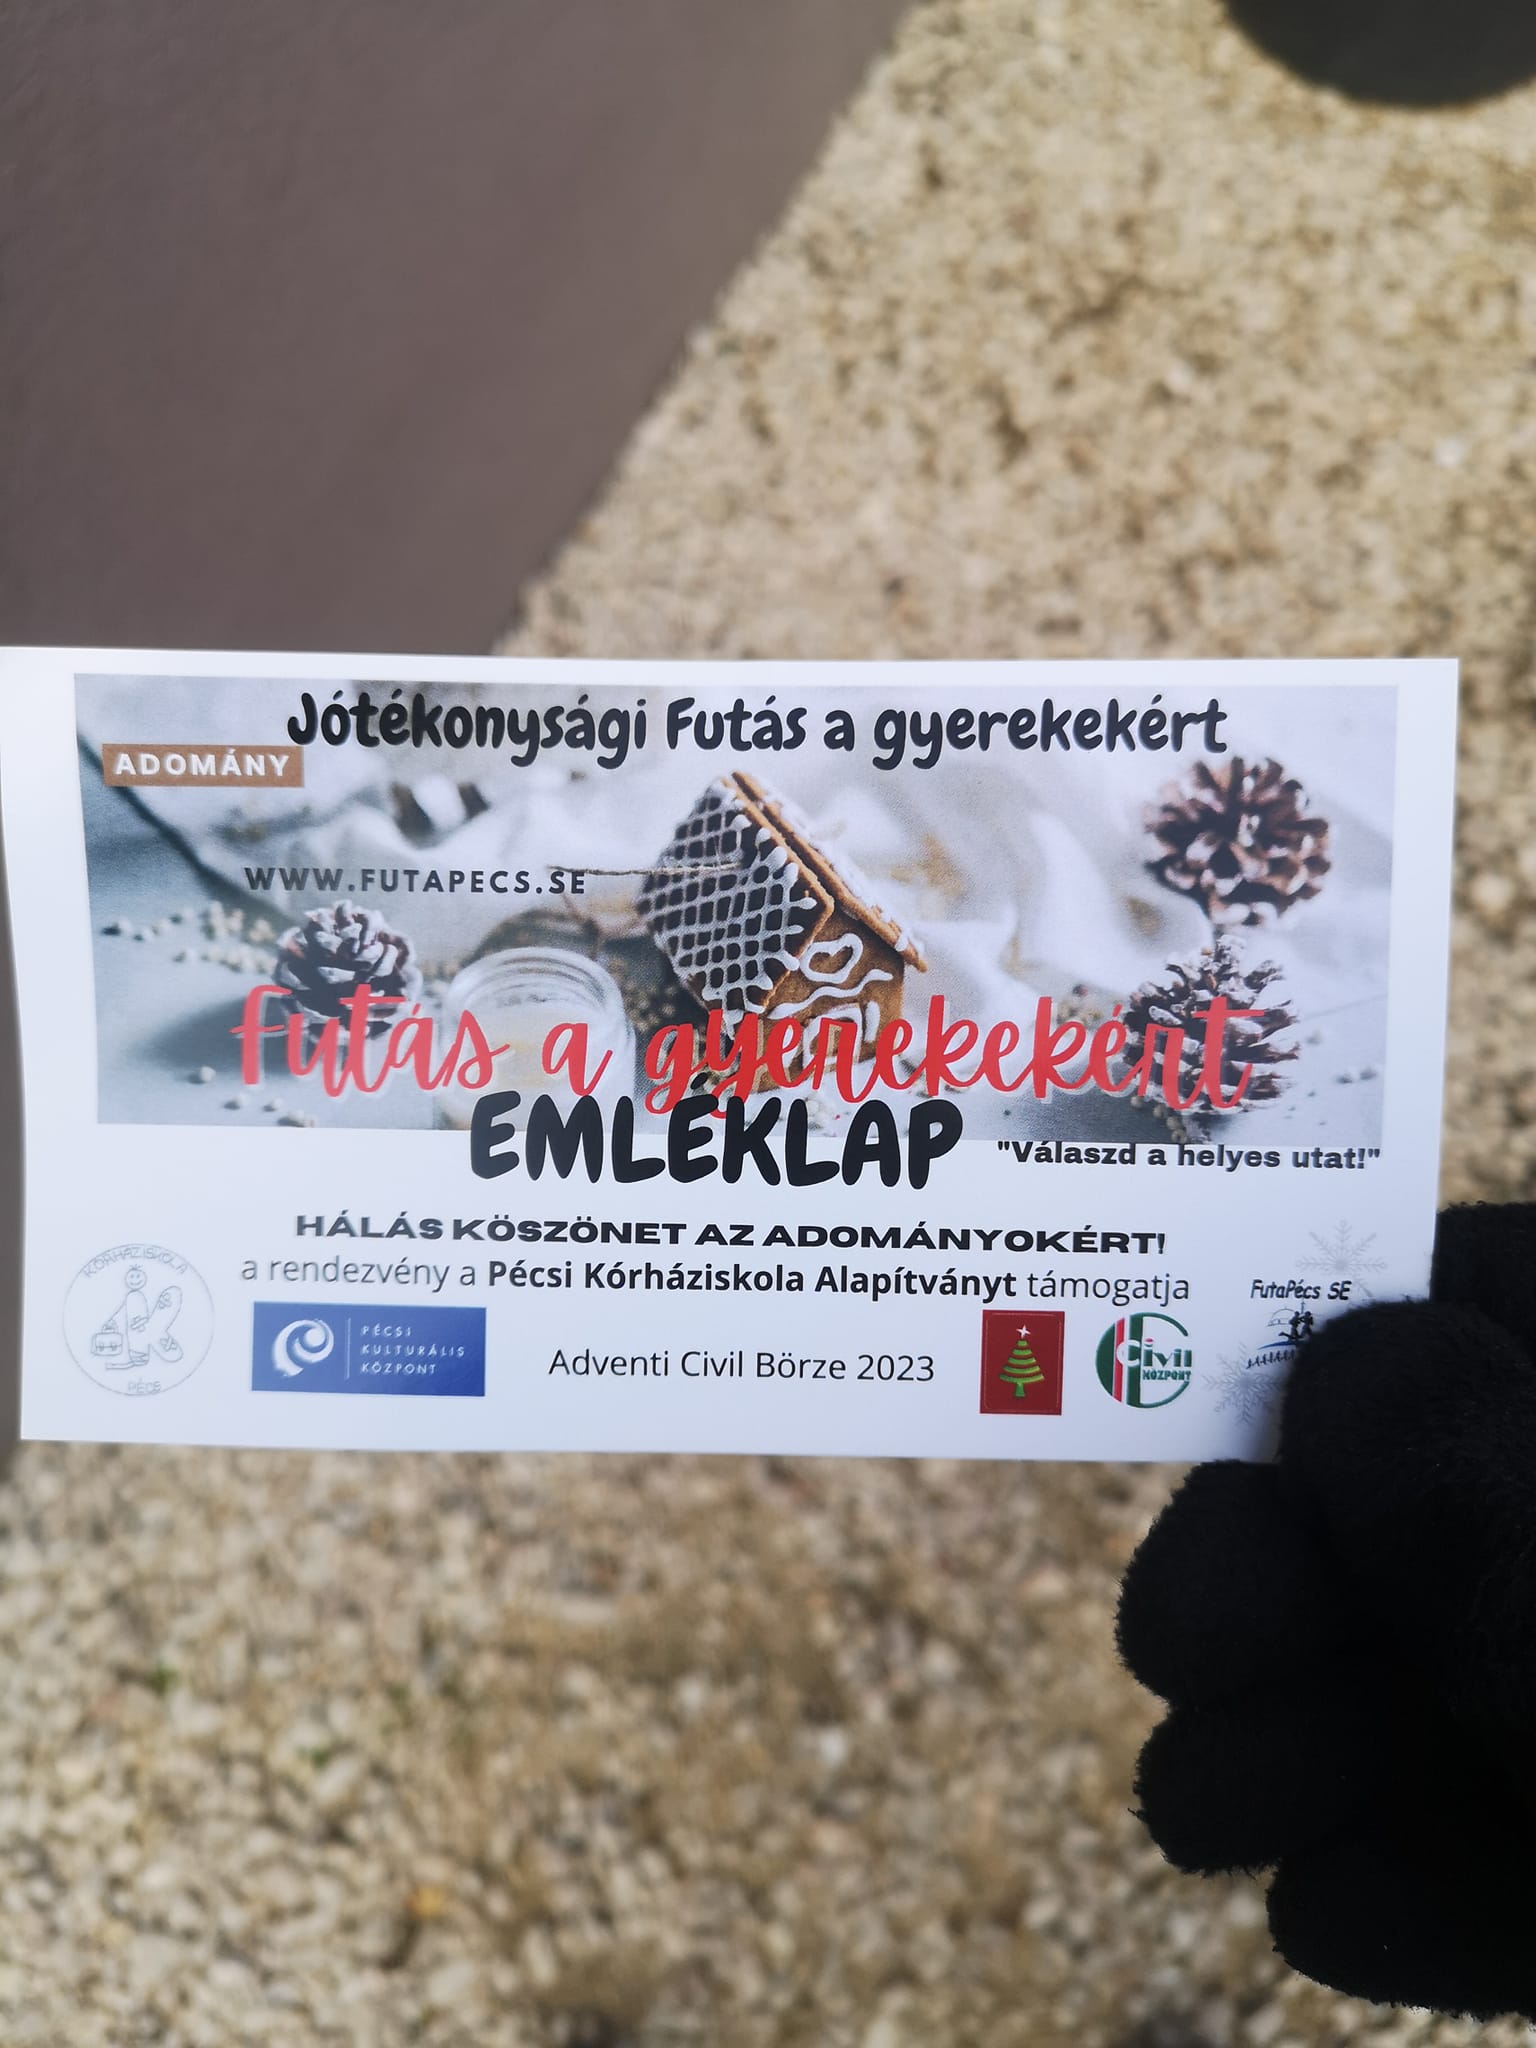 Jótékonysági Futás a gyerekekért
ADOMÁNY
WWW.FUTAPECS.SE
Futás a gyerekekért
EMLÉKLAP
"Válaszd a helyes utat!"
HÁLÁS KÖSZÖNET AZ ADOMÁNYOKÉRT!
a rendezvény a Pécsi Kórháziskola Alapítványt támogatja
KÓRHÁZISKOLA
PÉCS
PÉCSI
KULTURÁLIS
KÖZPONT
Adventi Civil Börze 2023
Civil
KÖZPONT
FutaPécs SE